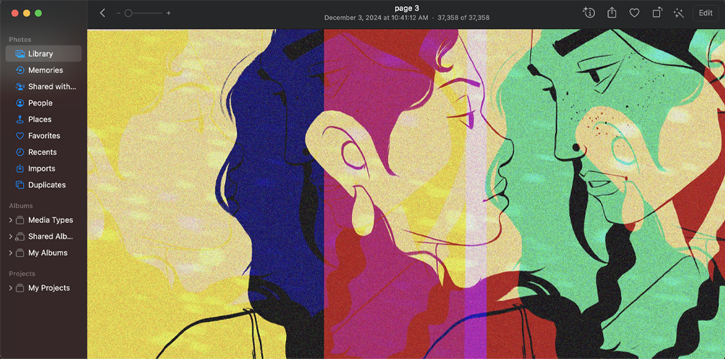 page 3
December 3, 2024 at 10:41:12 AM · 37,358 of 37,358
Edit
Photos
Library
Memories
Shared with...
People
Places
Favorites
Recents
Imports
Duplicates
Albums
Media Types
Shared Alb...
My Albums
Projects
My Projects